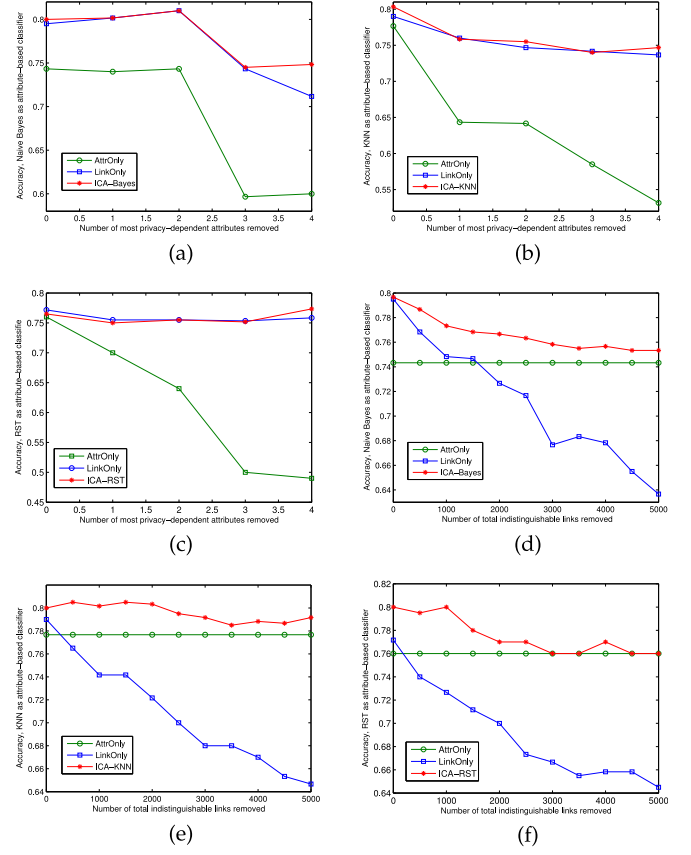 Accuracy, Naive Bayes as attribute-based classifier
0.8
0.75
0.7
0.65
0.6
AttrOnly
LinkOnly
ICA-Bayes
0 0.5 1 1.5 2 2.5 3 3.5 4
Number of most privacy-dependent attributes removed
(a)
Accuracy, KNN as attribute-based classifier
0.8
0.75
0.65
0.55
AttrOnly
LinkOnly
ICA-KNN
0 0.5 1 1.5 2 2.5 3 3.5 4
Number of most privacy-dependent attributes removed
(b)
Accuracy, RST as attribute-based classifie
0.8
0.75
0.7
0.65
0.6
0.55
0.5
0.45
AttrOnly
LinkOnly
ICA-RST
0 0.5 1 1.5 2 2.5 3 3.5 4
Number of most privacy-dependent attributes removed
(c)
Accuracy, Naive Bayes as attribute-based classifier
0.8
0.78
0.76
0.74
0.72
0.7
0.68
0.66
0.64
AttrOnly
LinkOnly
ICA-Bayes
0 1000 2000 3000 4000 5000
Number of total indistinguishable links removed
(d)
Accuracy, KNN as attribute-based classifier
0.8
0.78
0.76
0.74
0.72
0.7
0.68
0.66
0.64
AttrOnly
LinkOnly
ICA-KNN
0 1000 2000 3000 4000 5000
Number of total indistinguishable links removed
(e)
Accuracy, RST as attribute-based classifier
0.82
0.8
0.78
0.76
0.74
0.72
0.7
0.68
0.66
0.64
AttrOnly
LinkOnly
ICA-RST
0 1000 2000 3000 4000 5000
Number of total indistinguishable links removed
(f)